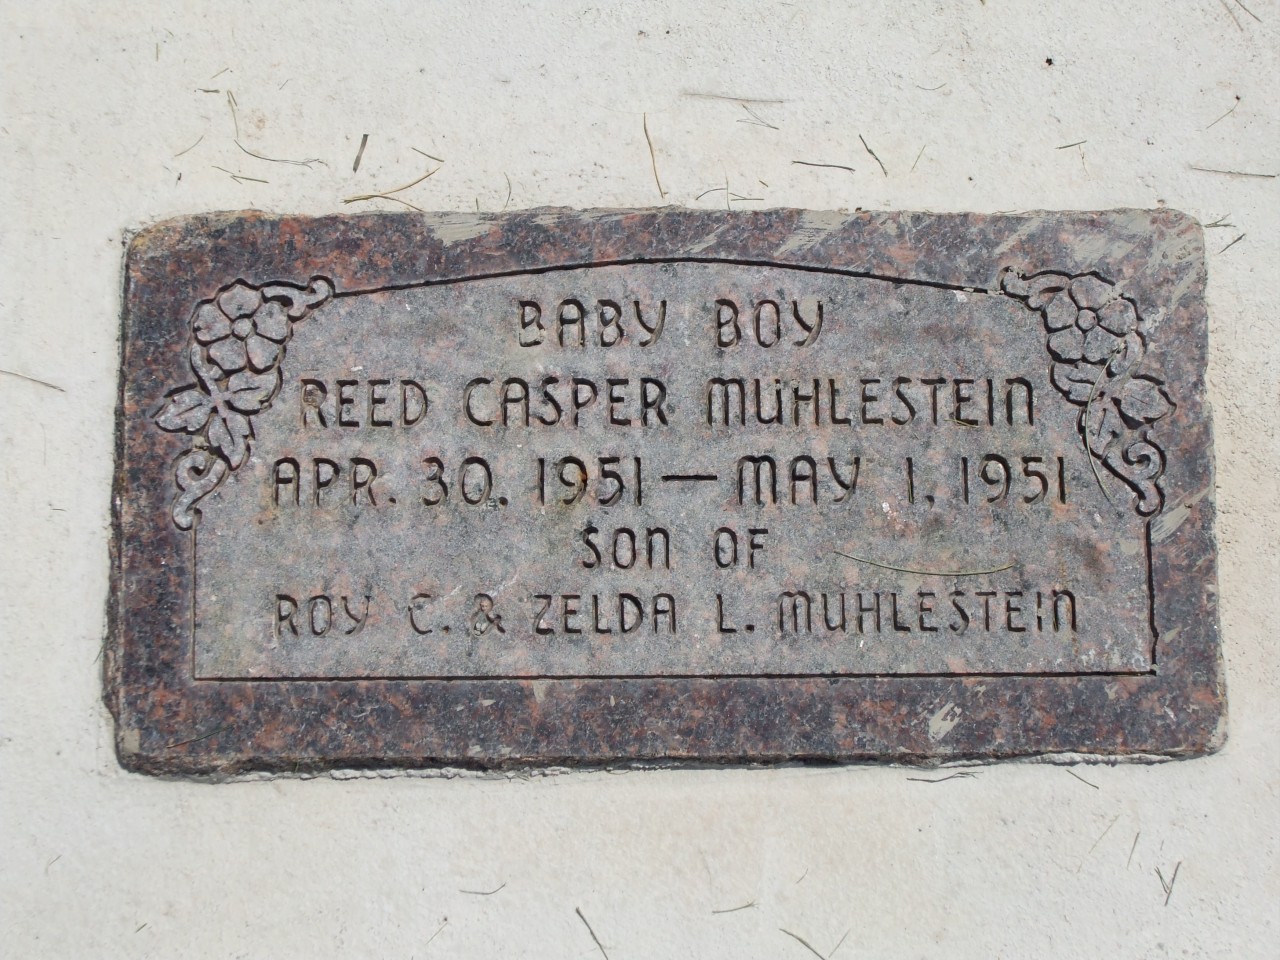 BABY BOY
REED CASPER MUHLESTEIN
APR. 30. 1951 — MAY 1, 1951
SON OF
ROY C. & ZELDA L. MUHLESTEIN